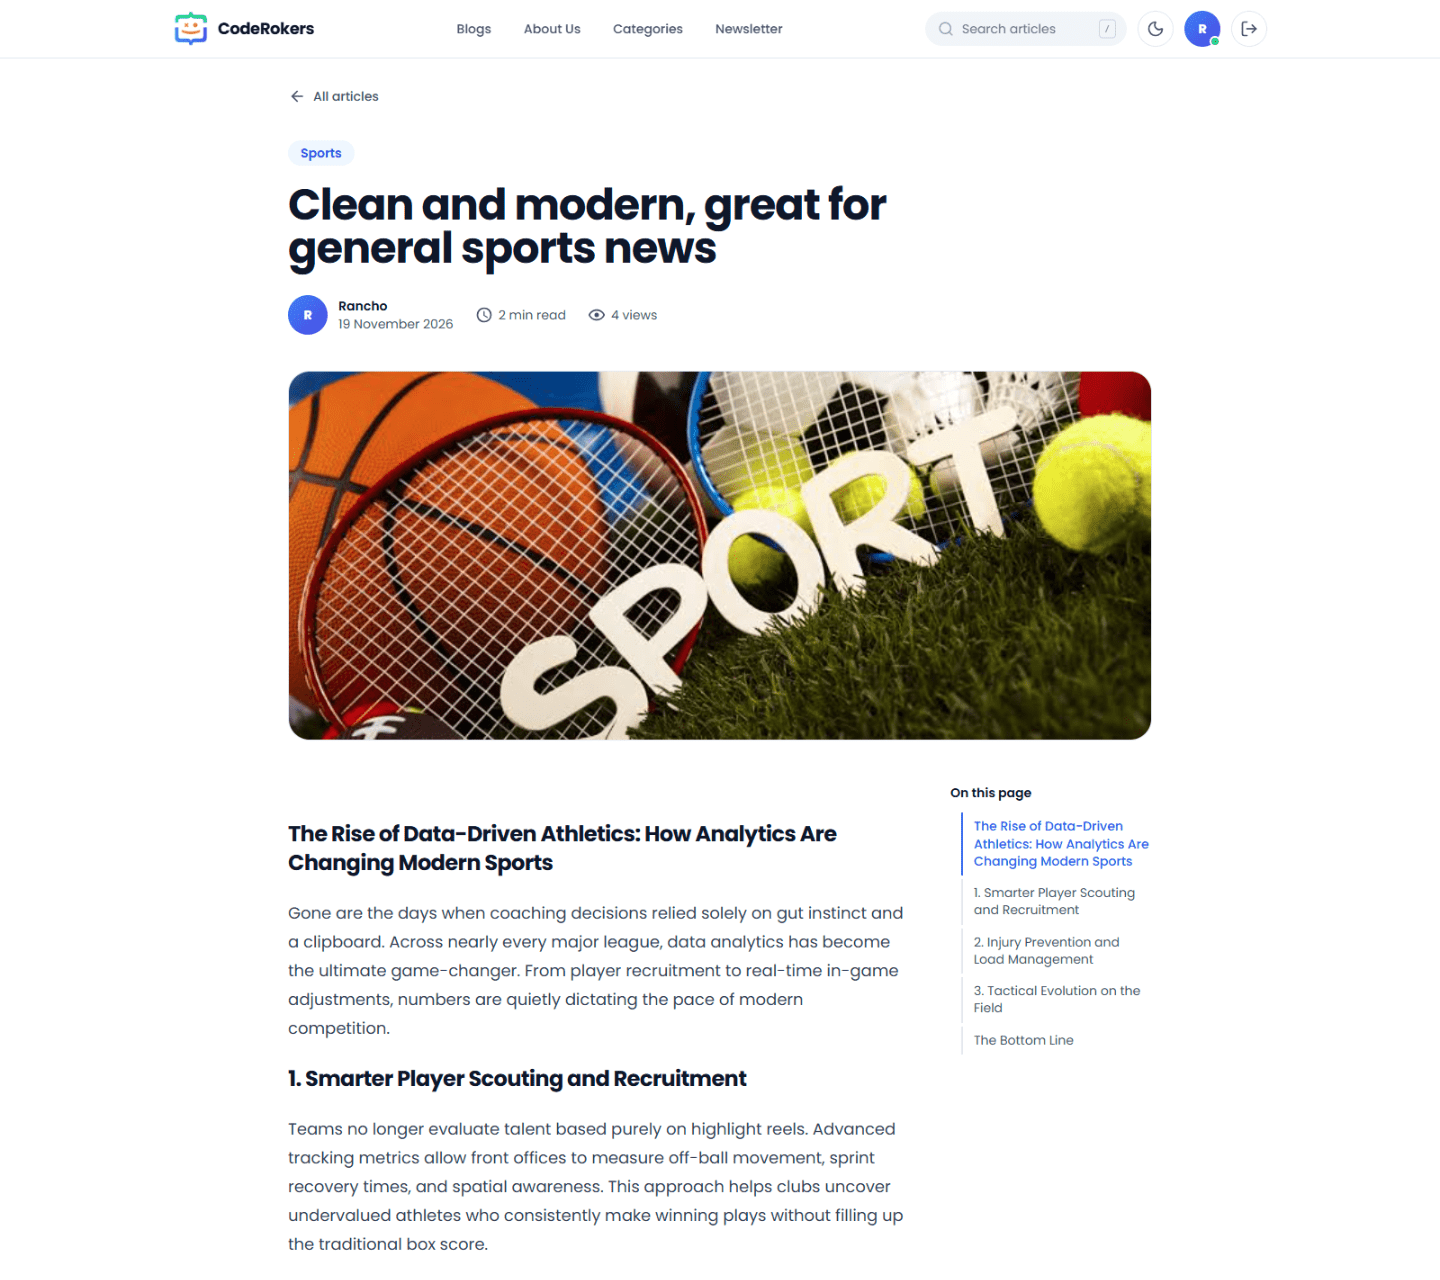 CodeRokers
Blogs
About Us
Categories
Newsletter
Search articles
/
R
All articles
Sports
Clean and modern, great for
general sports news
R
Rancho
19 November 2026
2 min read
4 views
SPORT
The Rise of Data-Driven Athletics: How Analytics Are
Changing Modern Sports
Gone are the days when coaching decisions relied solely on gut instinct and
a clipboard. Across nearly every major league, data analytics has become
the ultimate game-changer. From player recruitment to real-time in-game
adjustments, numbers are quietly dictating the pace of modern
competition.
1. Smarter Player Scouting and Recruitment
Teams no longer evaluate talent based purely on highlight reels. Advanced
tracking metrics allow front offices to measure off-ball movement, sprint
recovery times, and spatial awareness. This approach helps clubs uncover
undervalued athletes who consistently make winning plays without filling up
the traditional box score.
On this page
The Rise of Data-Driven
Athletics: How Analytics Are
Changing Modern Sports
1. Smarter Player Scouting
and Recruitment
2. Injury Prevention and
Load Management
3. Tactical Evolution on the
Field
The Bottom Line